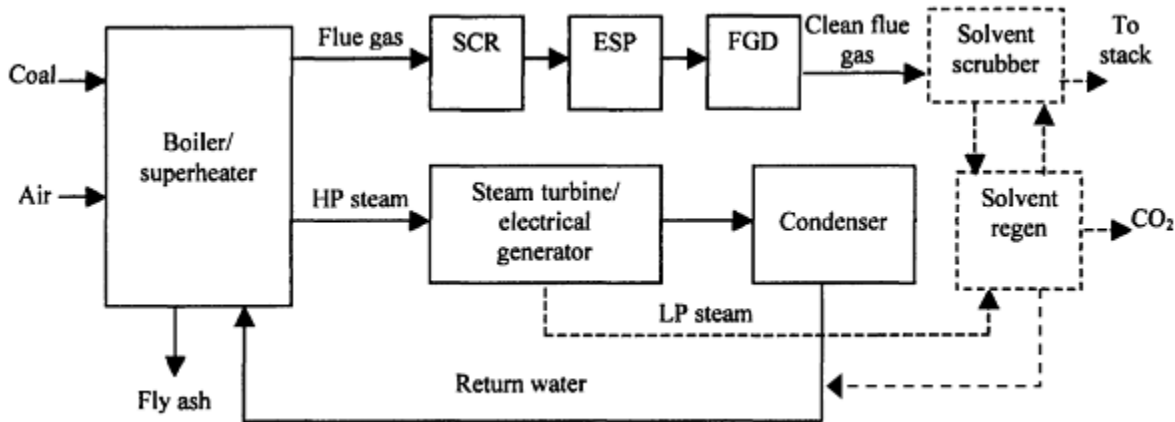 Coal
Air
Boiler/
superheater
Fly ash
Flue gas
SCR
ESP
FGD
Clean flue
gas
Solvent
scrubber
To
stack
HP steam
Steam turbine/
electrical
generator
Condenser
Solvent
regen
CO₂
LP steam
Return water